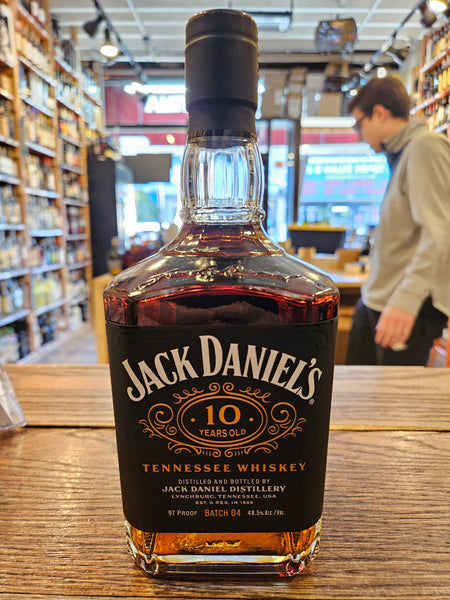 JACK DANIEL'S
10
YEARS OLD
TENNESSEE WHISKEY
DISTILLED AND BOTTLED BY
JACK DANIEL DISTILLERY
LYNCHBURG, TENNESSEE, USA
EST. & REG. IN 1866
97 PROOF BATCH 04 48.5% ALC./VOL.